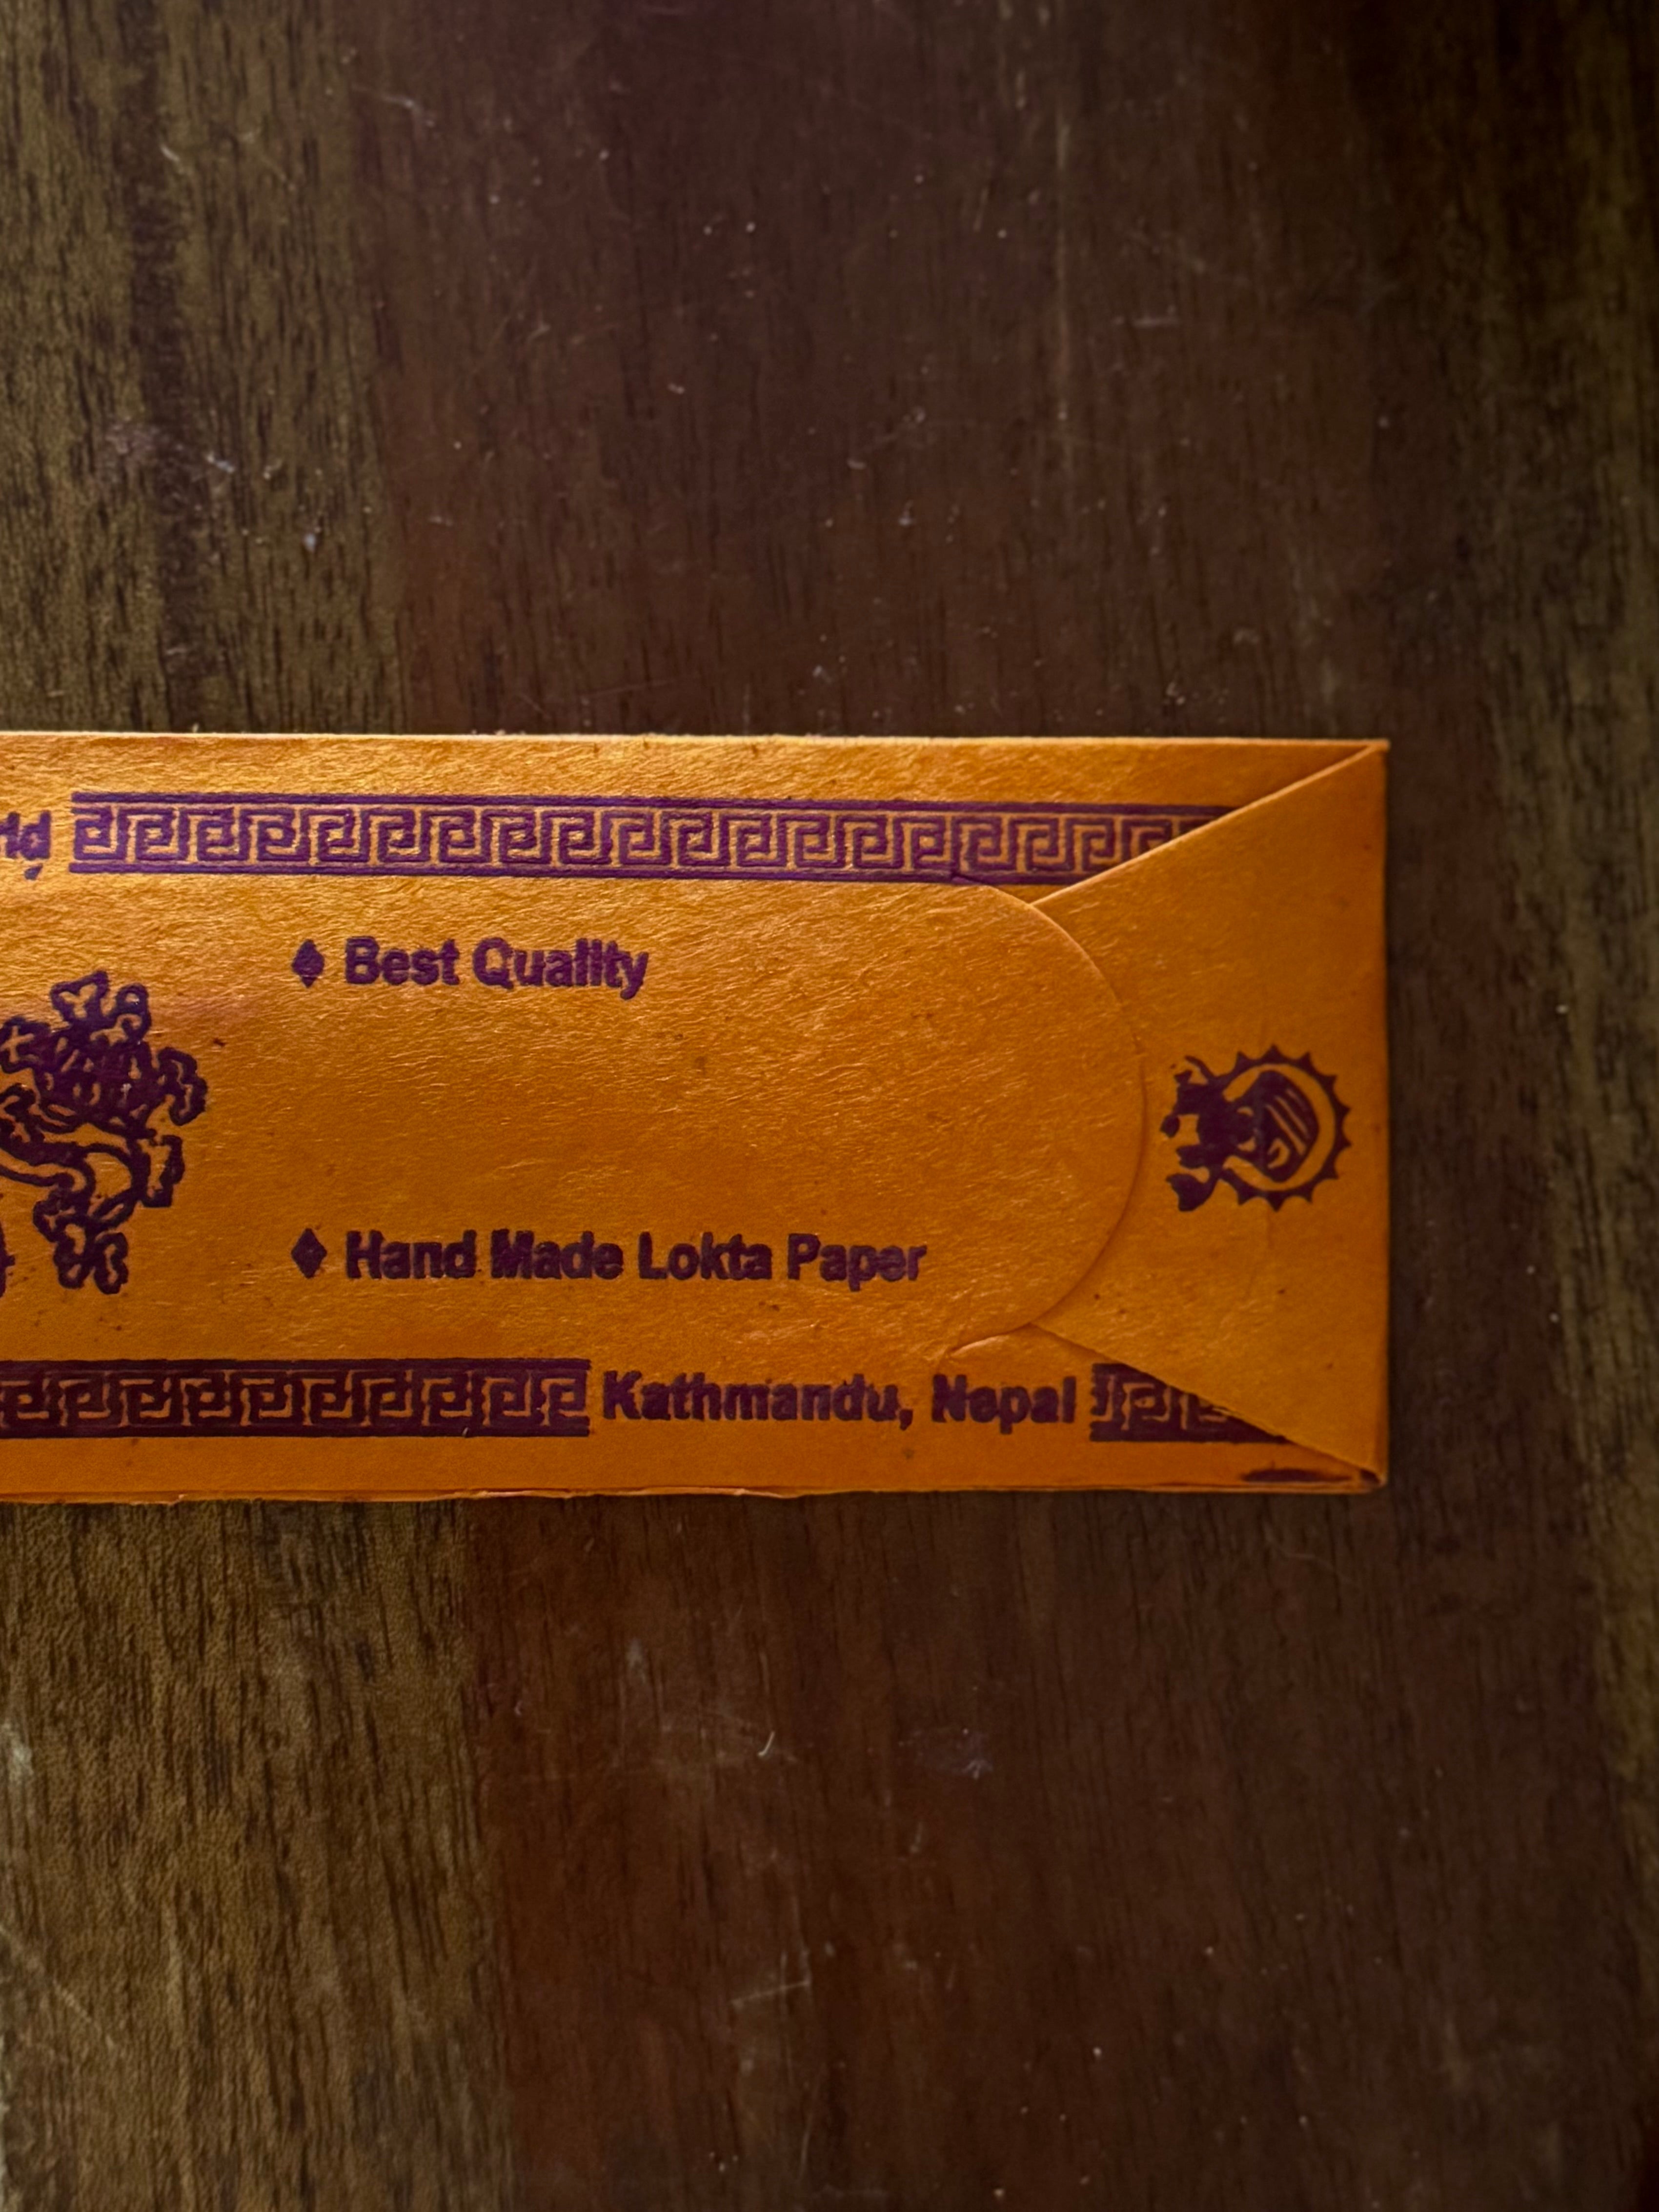 Best Quality
Hand Made Lokta Paper
Kathmandu, Nepal